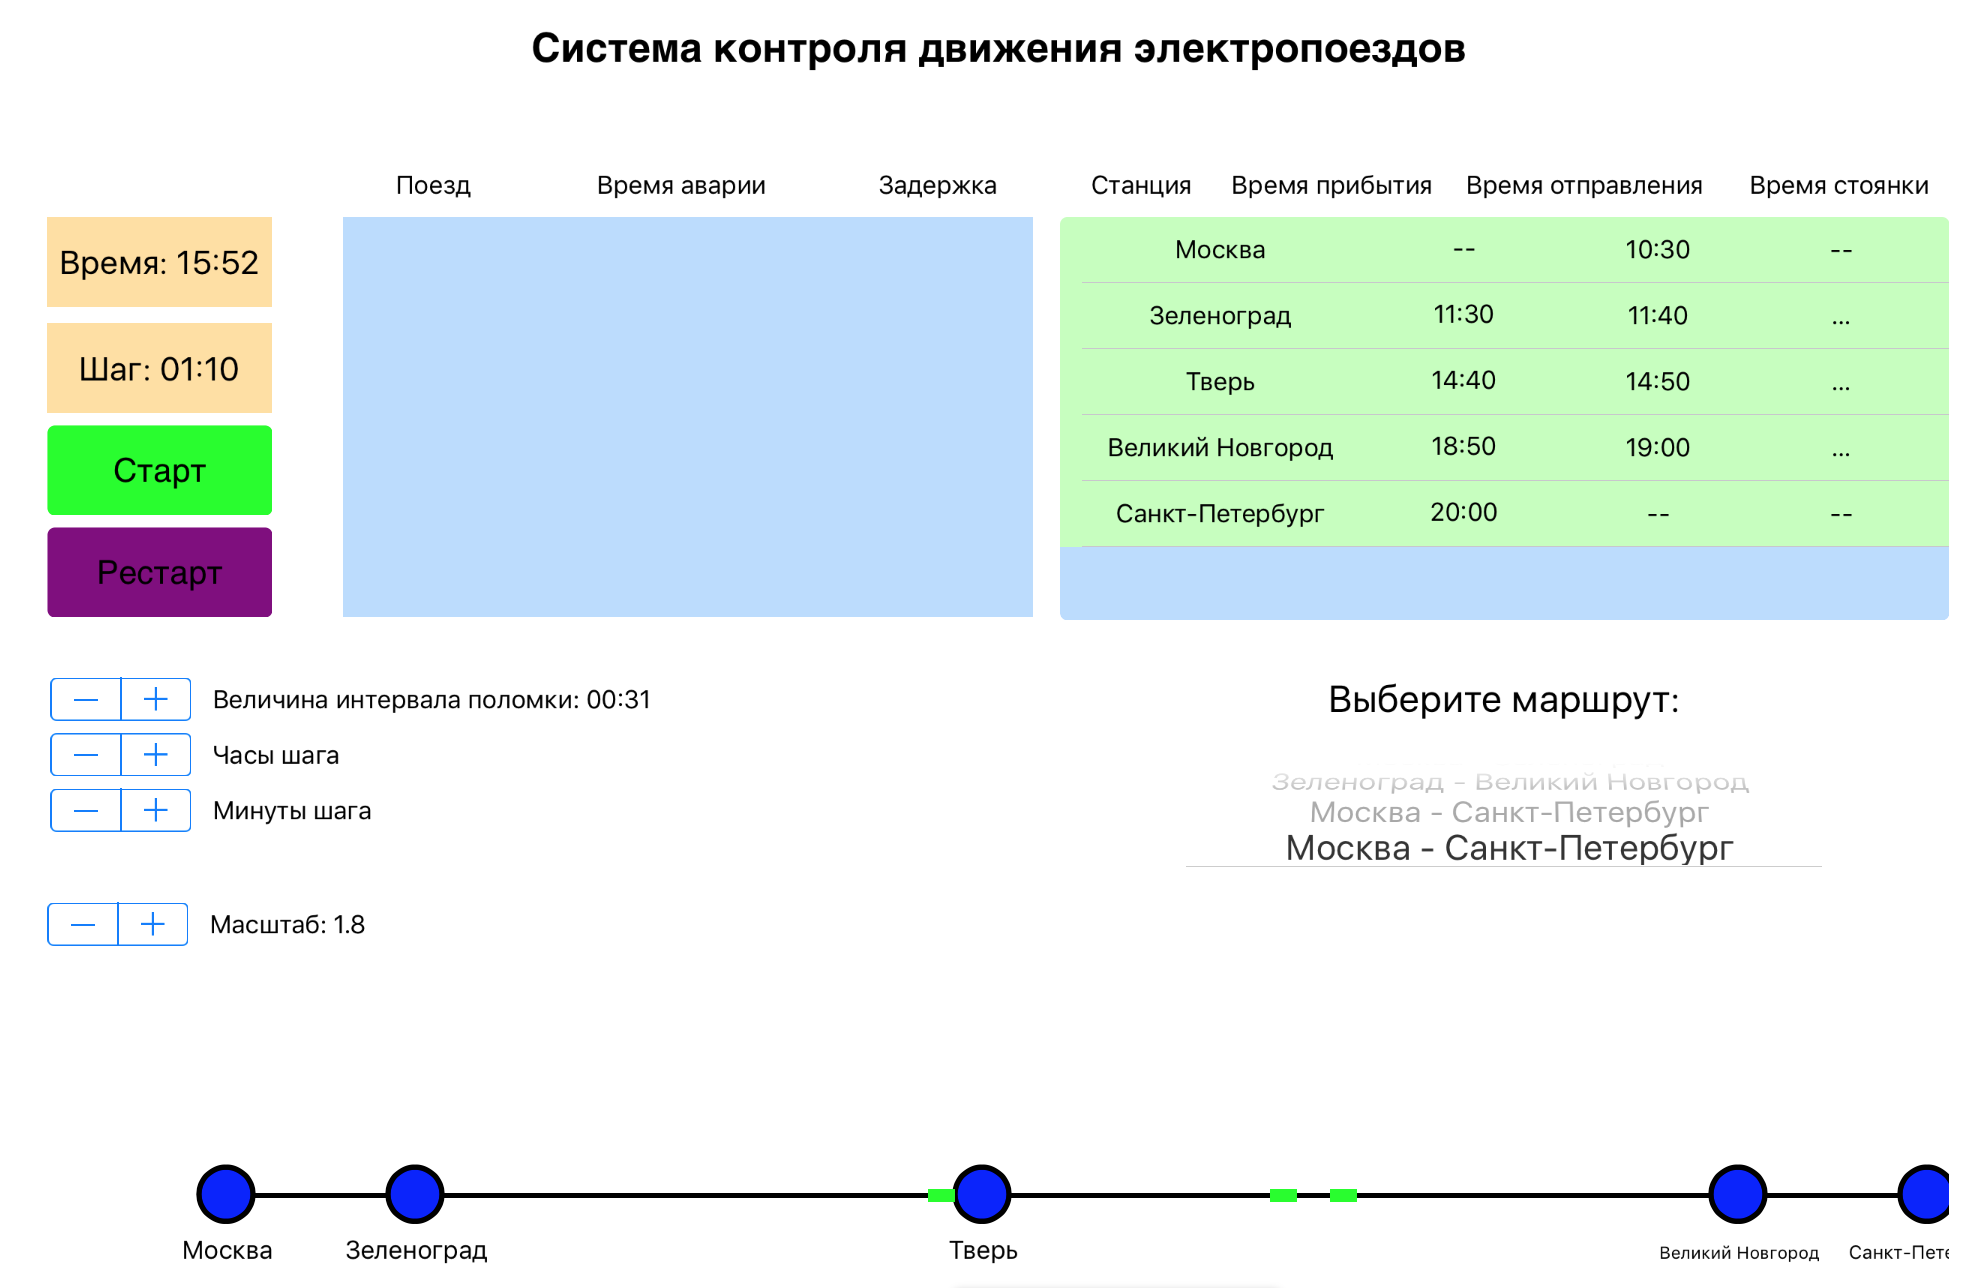 Система контроля движения электропоездов
Поезд Время аварии Задержка
Станция Время прибытия Время отправления Время стоянки
Время: 15:52
Шаг: 01:10
Старт
Рестарт
Москва -- 10:30 --
Зеленоград 11:30 11:40 ...
Тверь 14:40 14:50 ...
Великий Новгород 18:50 19:00 ...
Санкт-Петербург 20:00 -- --
Величина интервала поломки: 00:31
Часы шага
Минуты шага
Масштаб: 1.8
Выберите маршрут:
Зеленоград - Великий Новгород
Москва - Санкт-Петербург
Москва - Санкт-Петербург
Москва Зеленоград Тверь Великий Новгород Санкт-Пете